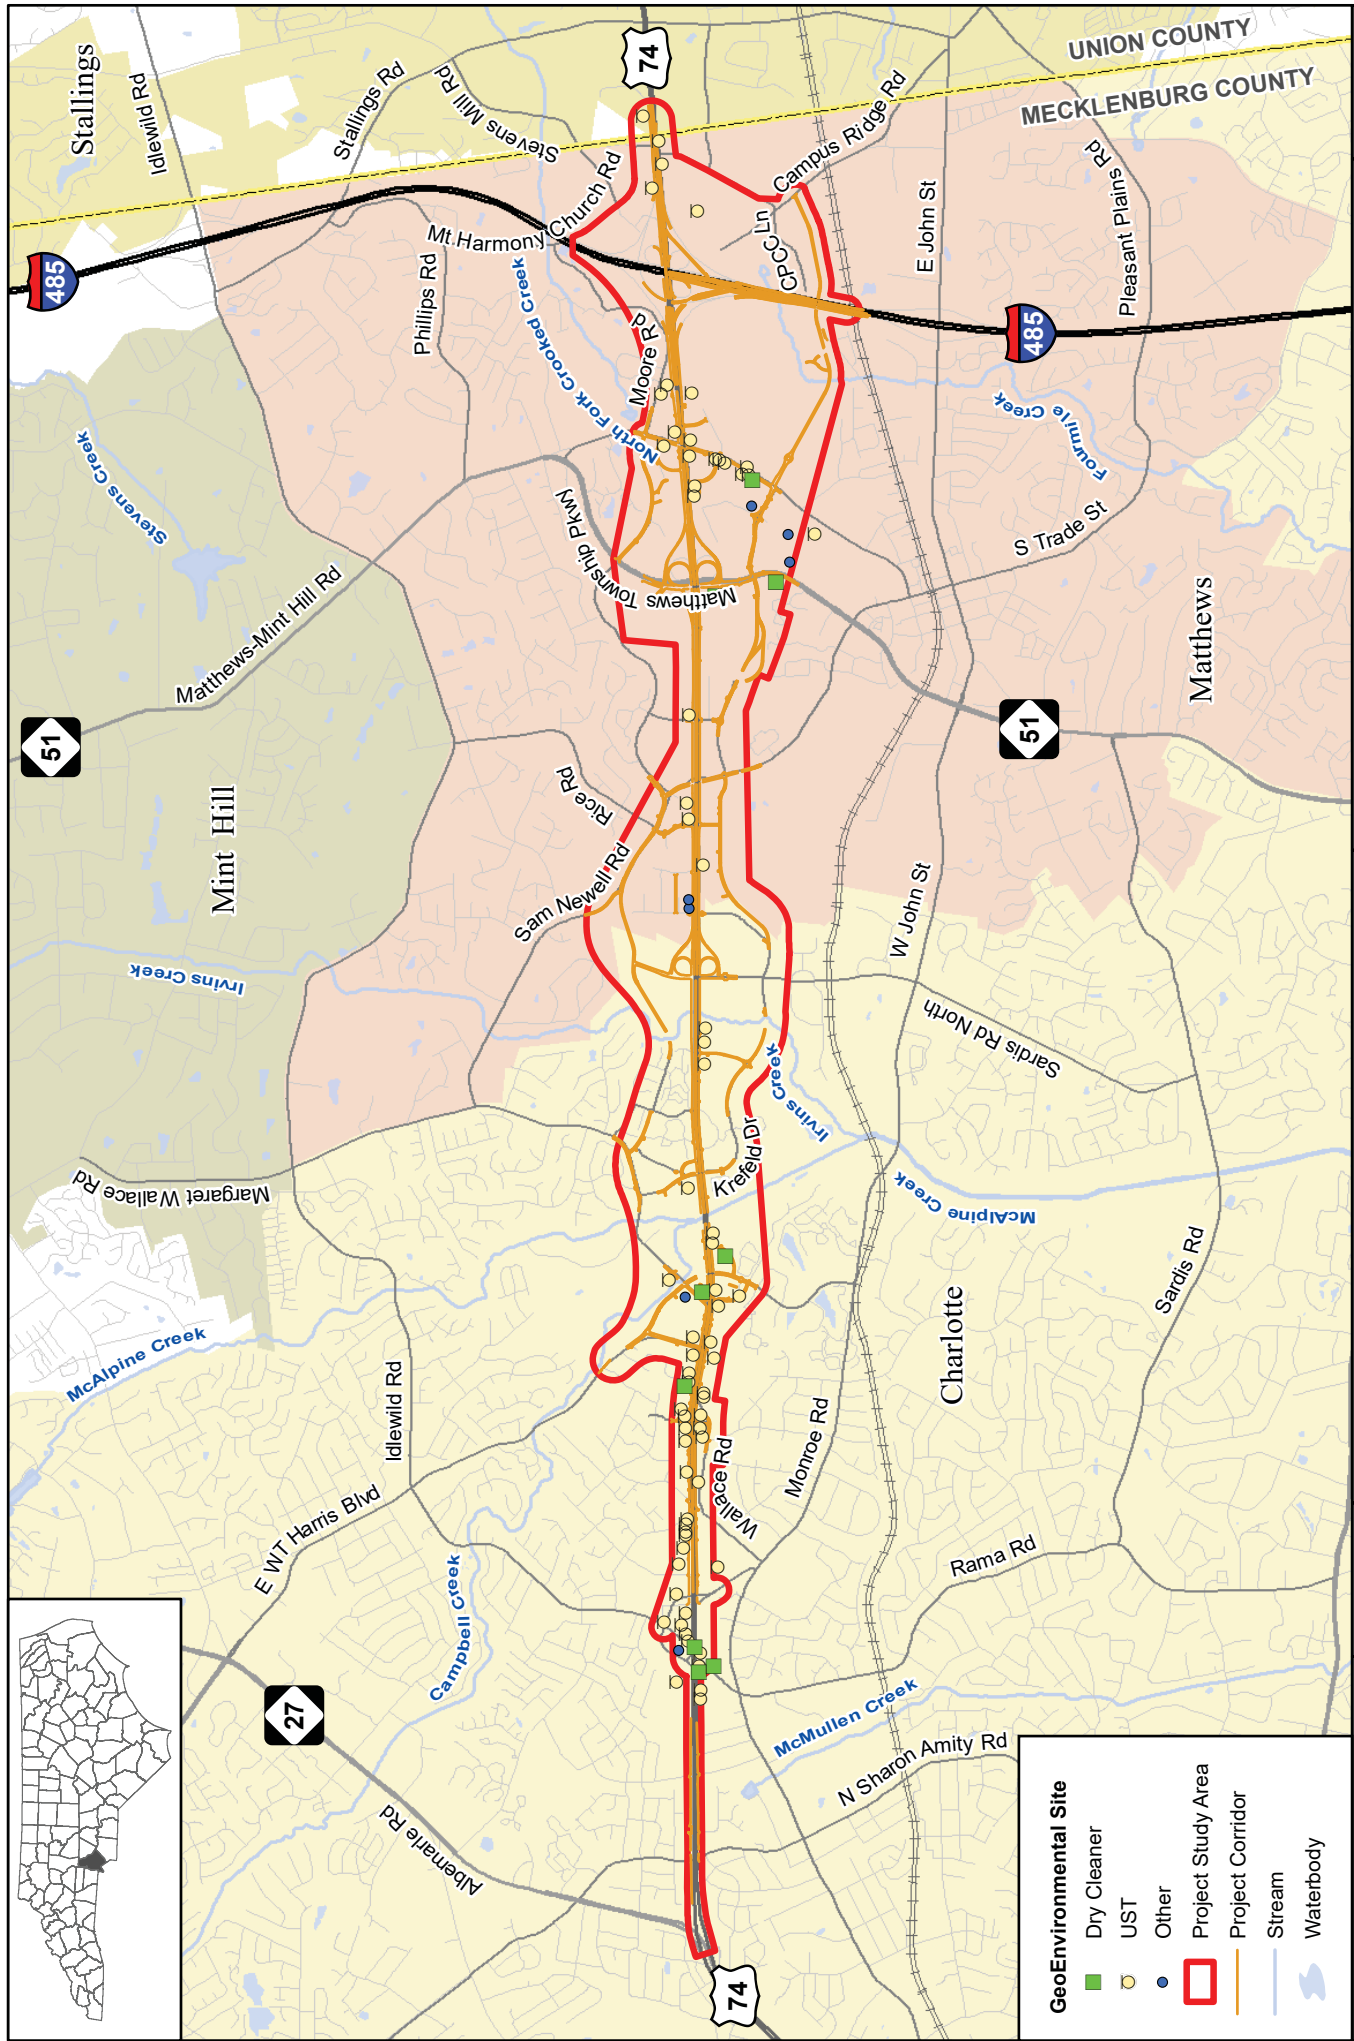 Stallings
Idlewild Rd
Stallings Rd
Stevens Mill Rd
74
UNION COUNTY
MECKLENBURG COUNTY
485
Mt Harmony Church Rd
Phillips Rd
North Fork Crooked Creek
Moore Rd
Campus Ridge Rd
CPCC Ln
E John St
Pleasant Plains Rd
485
Fourmile Creek
S Trade St
Stevens Creek
Matthews-Mint Hill Rd
Matthews Township Pkwy
Matthews
51
51
Mint Hill
Rice Rd
Sam Newell Rd
W John St
Irvins Creek
Sardis Rd North
Irvins Creek
Krefeld Dr
McAlpine Creek
Margaret Wallace Rd
McAlpine Creek
Sardis Rd
Charlotte
Idlewild Rd
Monroe Rd
Wallace Rd
E WT Harris Blvd
Rama Rd
Campbell Creek
27
McMullen Creek
N Sharon Amity Rd
Albemarle Rd
74
GeoEnvironmental Site
Dry Cleaner
UST
Other
Project Study Area
Project Corridor
Stream
Waterbody